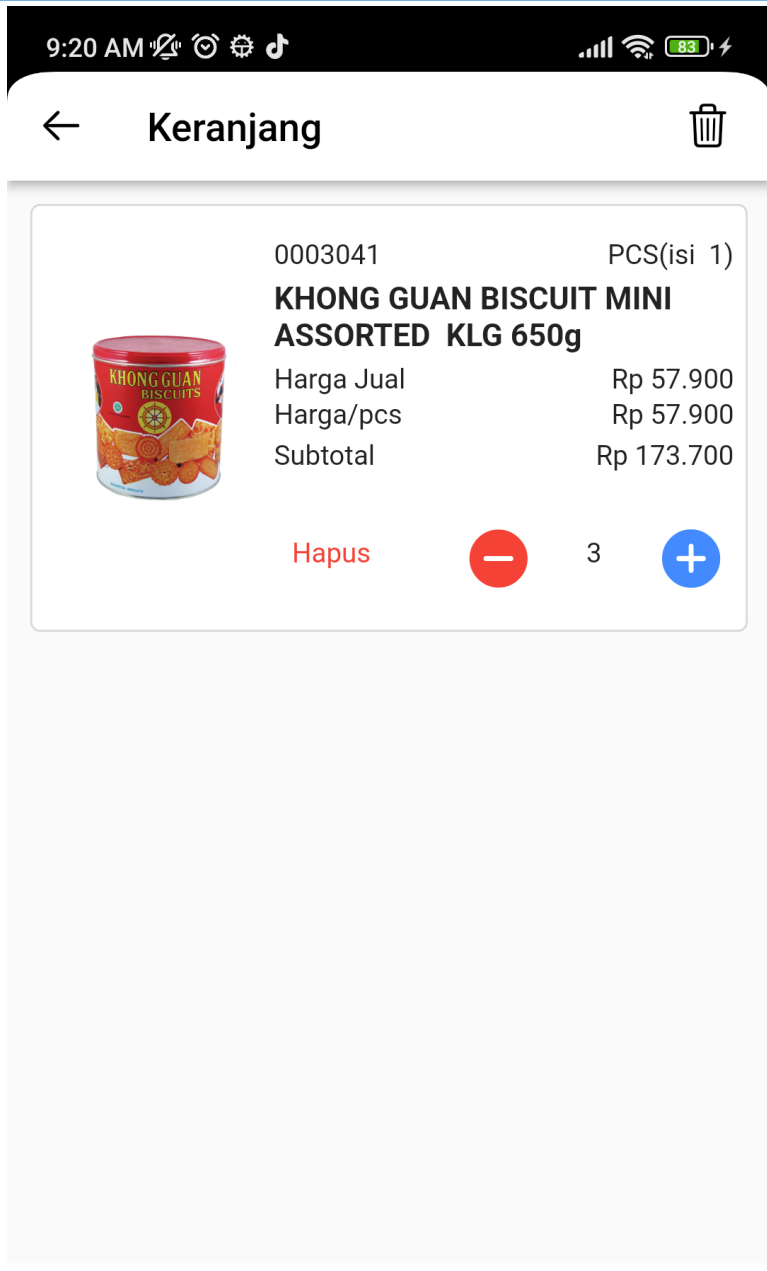 9:20 AM
83
Keranjang
0003041 PCS(isi 1)
KHONG GUAN BISCUIT MINI
ASSORTED KLG 650g
Harga Jual Rp 57.900
Harga/pcs Rp 57.900
Subtotal Rp 173.700
KHONG GUAN
BISCUITS
Hapus 3